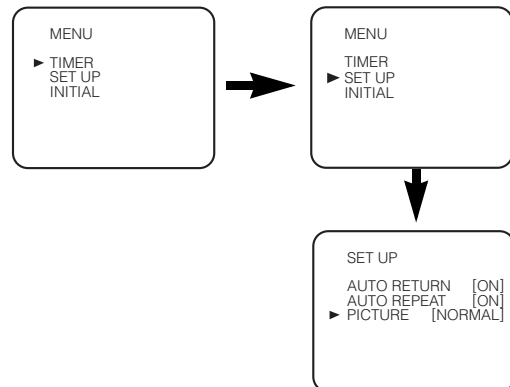 MENU
► TIMER
SET UP
INITIAL
MENU
TIMER
► SET UP
INITIAL
SET UP
AUTO RETURN [ON]
AUTO REPEAT [ON]
► PICTURE [NORMAL]